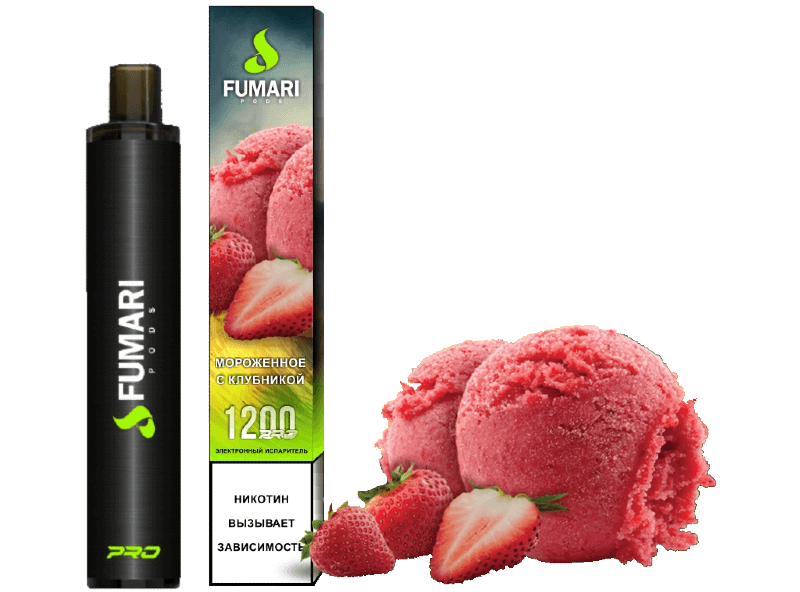 FUMARI
PODS
PRO
FUMARI
PODS
МОРОЖЕННОЕ
С КЛУБНИКОЙ
1200
PRO
ЭЛЕКТРОННЫЙ ИСПАРИТЕЛЬ
НИКОТИН
ВЫЗЫВАЕТ
ЗАВИСИМОСТЬ